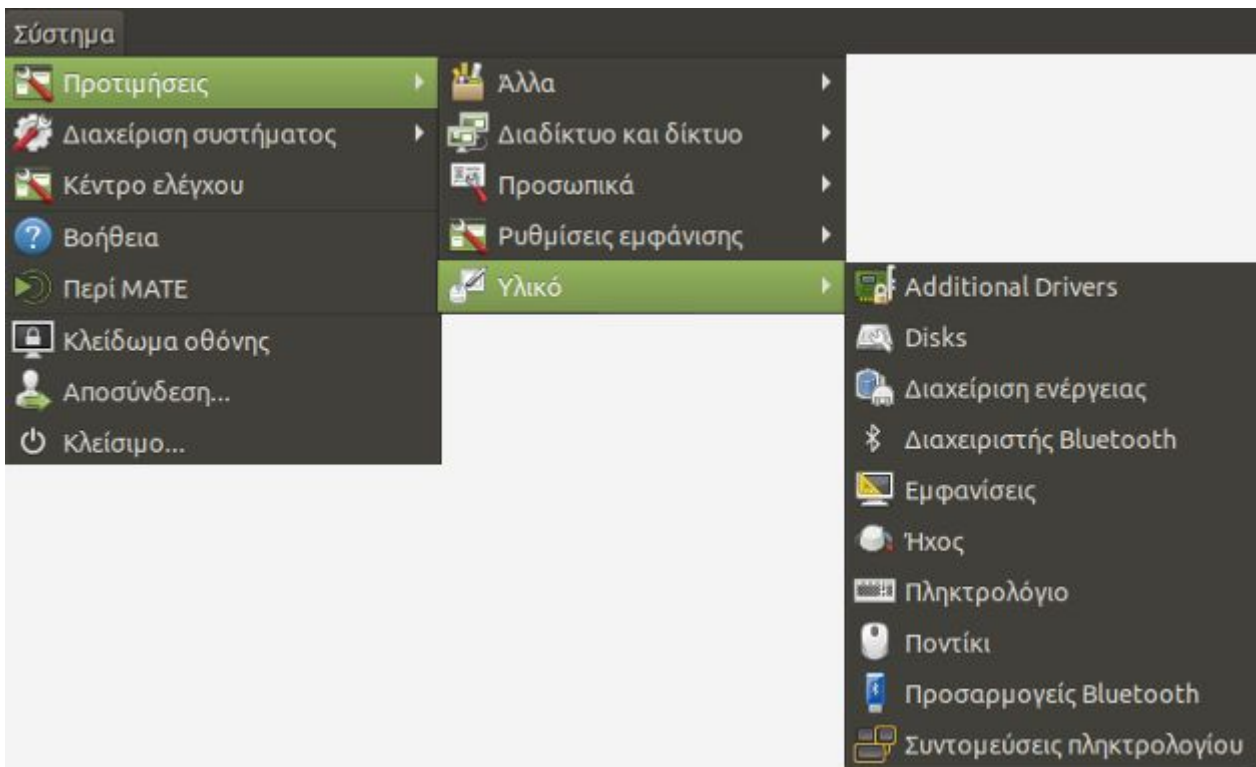 Σύστημα
Προτιμήσεις
Διαχείριση συστήματος
Κέντρο ελέγχου
Βοήθεια
Περί MATE
Κλείδωμα οθόνης
Αποσύνδεση...
Κλείσιμο...
Άλλα
Διαδίκτυο και δίκτυο
Προσωπικά
Ρυθμίσεις εμφάνισης
Υλικό
Additional Drivers
Disks
Διαχείριση ενέργειας
Διαχειριστής Bluetooth
Εμφανίσεις
Ήχος
Πληκτρολόγιο
Ποντίκι
Προσαρμογείς Bluetooth
Συντομεύσεις πληκτρολογίου